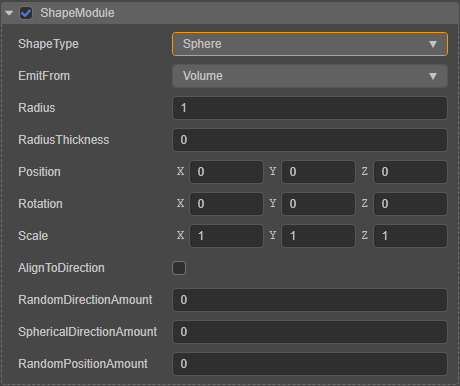 ShapeModule
ShapeType Sphere
EmitFrom Volume
Radius 1
RadiusThickness 0
Position X 0 Y 0 Z 0
Rotation X 0 Y 0 Z 0
Scale X 1 Y 1 Z 1
AlignToDirection
RandomDirectionAmount 0
SphericalDirectionAmount 0
RandomPositionAmount 0